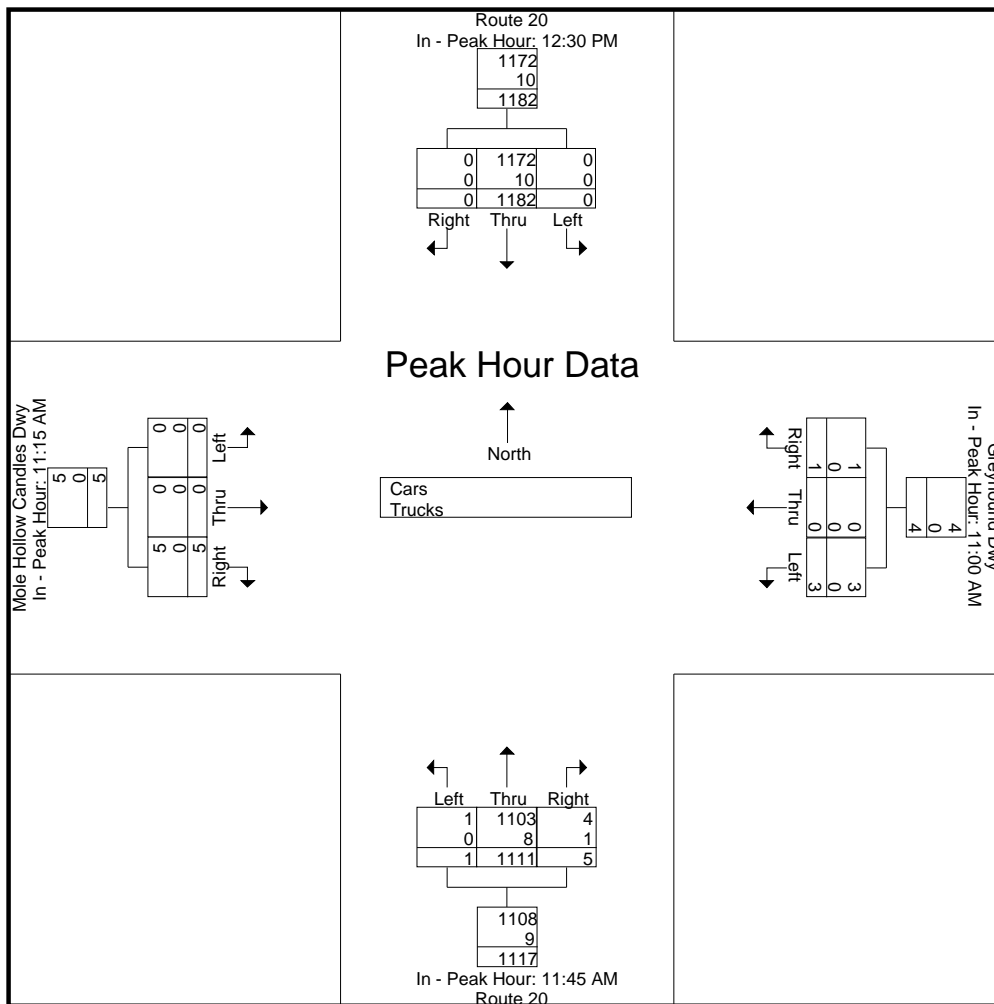 Route 20
In - Peak Hour: 12:30 PM
1172
10
1182
0 1172 0
0 10 0
0 1182 0
Right Thru Left
Peak Hour Data
North
Cars
Trucks
Mole Hollow Candles Dwy
In - Peak Hour: 11:15 AM
5 0 5
0 0 0
Left
0 0 0
Thru
5 0 5
Right
Greyhound Dwy
In - Peak Hour: 11:00 AM
4 0 4
Right
1 0 1
Thru
0 0 0
Left
3 0 3
Left Thru Right
1 1103 4
0 8 1
1 1111 5
1108
9
1117
In - Peak Hour: 11:45 AM
Route 20